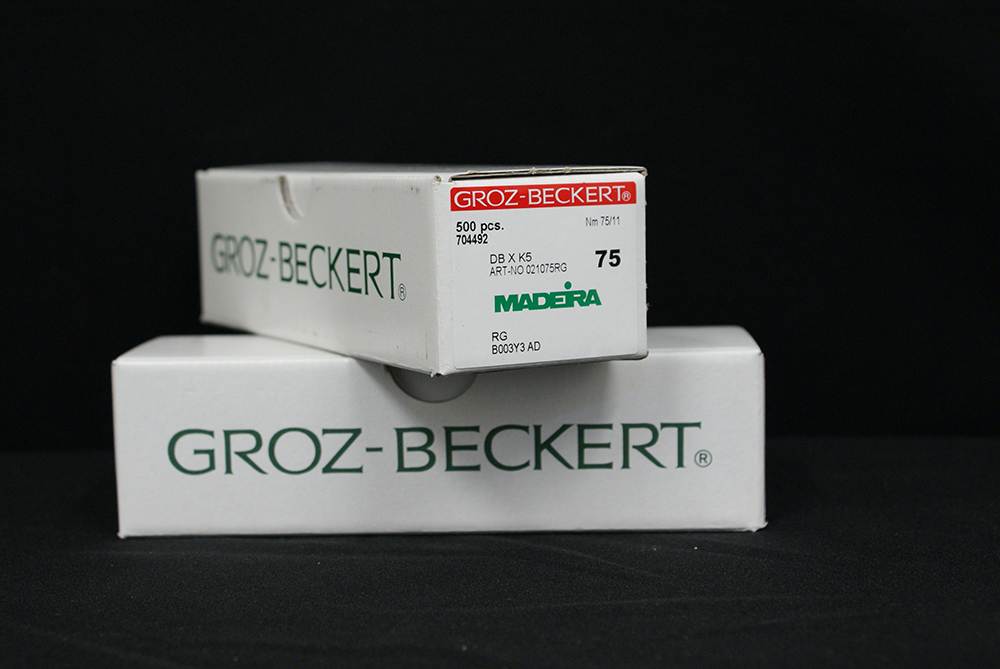 GROZ-BECKERT®
GROZ-BECKERT®
500 pcs.
Nm 75/11
704492
DB X K5
75
ART-NO 021075RG
MADEIRA
RG
B003Y3 AD
GROZ-BECKERT®